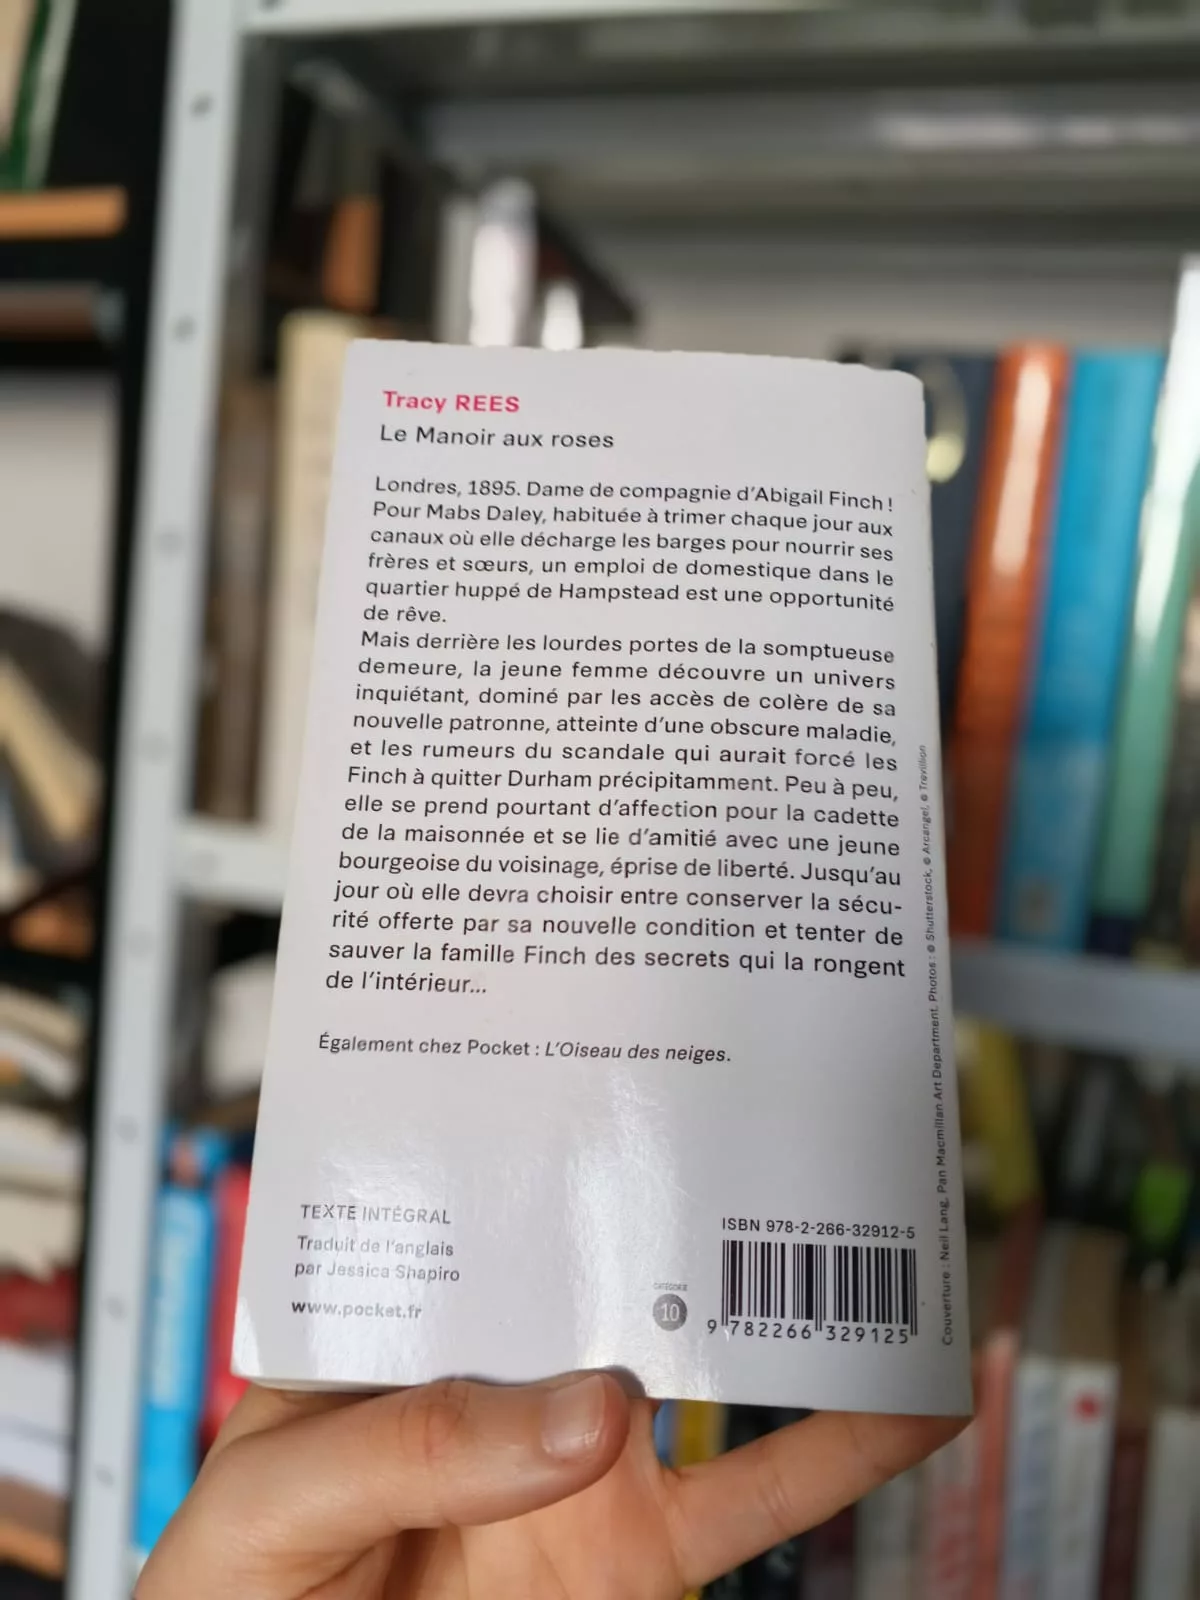 Tracy REES
Le Manoir aux roses
Londres, 1895. Dame de compagnie d'Abigail Finch !
Pour Mabs Daley, habituée à trimer chaque jour aux
canaux où elle décharge les barges pour nourrir ses
frères et sœurs, un emploi de domestique dans le
quartier huppé de Hampstead est une opportunité
de rêve.
Mais derrière les lourdes portes de la somptueuse
demeure, la jeune femme découvre un univers
inquiétant, dominé par les accès de colère de sa
nouvelle patronne, atteinte d'une obscure maladie,
et les rumeurs du scandale qui aurait forcé les
Finch à quitter Durham précipitamment. Peu à peu,
elle se prend pourtant d'affection pour la cadette
de la maisonnée et se lie d'amitié avec une jeune
bourgeoise du voisinage, éprise de liberté. Jusqu'au
jour où elle devra choisir entre conserver la sécu-
rité offerte par sa nouvelle condition et tenter de
sauver la famille Finch des secrets qui la rongent
de l'intérieur...
Également chez Pocket : L'Oiseau des neiges.
TEXTE INTÉGRAL
Traduit de l'anglais
par Jessica Shapiro
www.pocket.fr
CATÉGORIE
10
ISBN 978-2-266-32912-5
9 782266 329125
Couverture : Neil Lang, Pan Macmillan Art Department. Photos : © Shutterstock, © Arcangel, © Trevillion